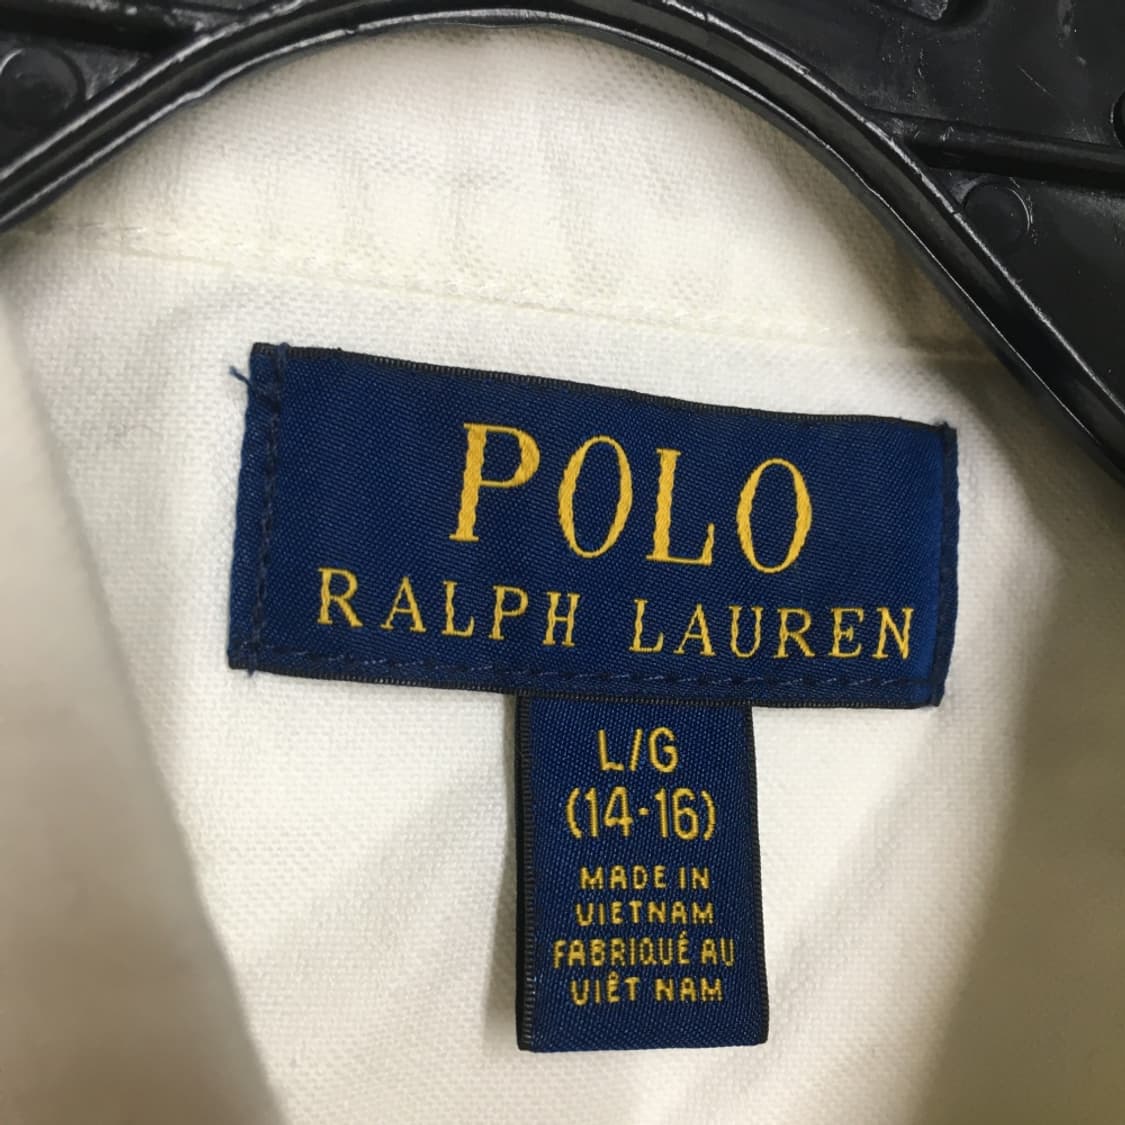 POLO
RALPH LAUREN
L/G
(14-16)
MADE IN
VIETNAM
FABRIQUÉ AU
VIÊT NAM